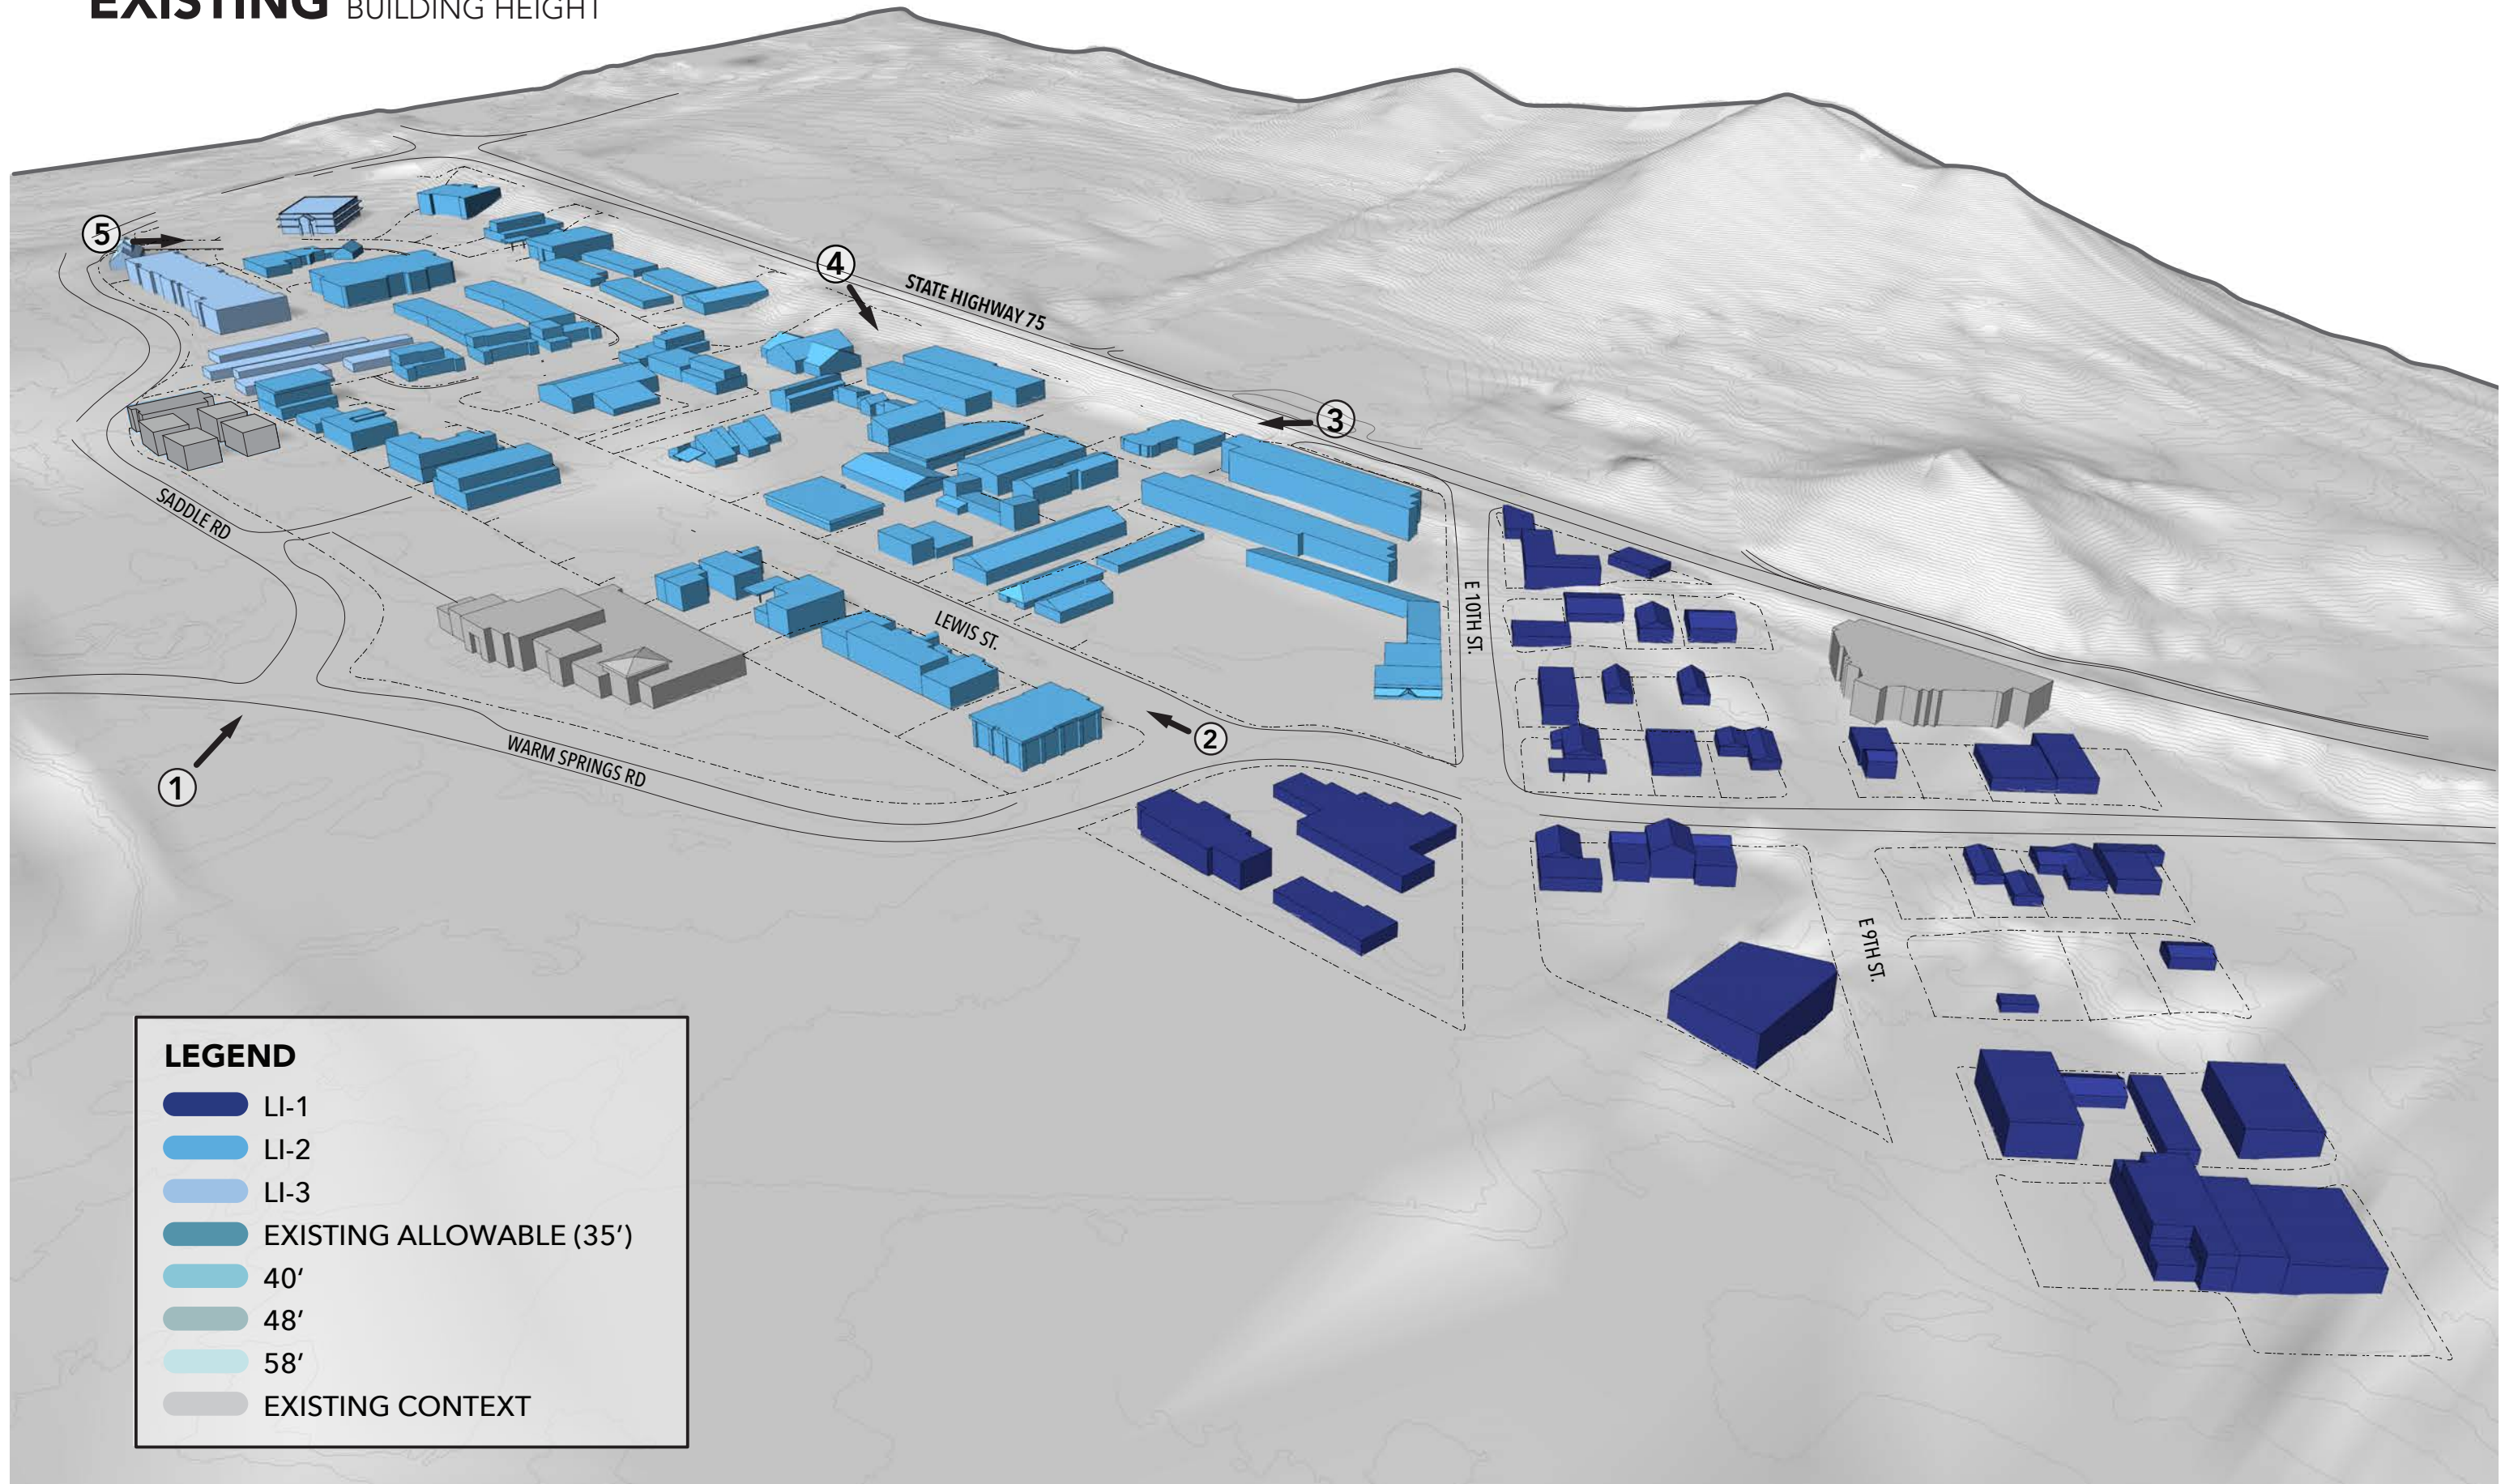 EXISTING BUILDING HEIGHT
5
4
STATE HIGHWAY 75
3
SADDLE RD
E 10TH ST.
LEWIS ST.
2
WARM SPRINGS RD
1
E 9TH ST.
LEGEND
LI-1
LI-2
LI-3
EXISTING ALLOWABLE (35')
40'
48'
58'
EXISTING CONTEXT